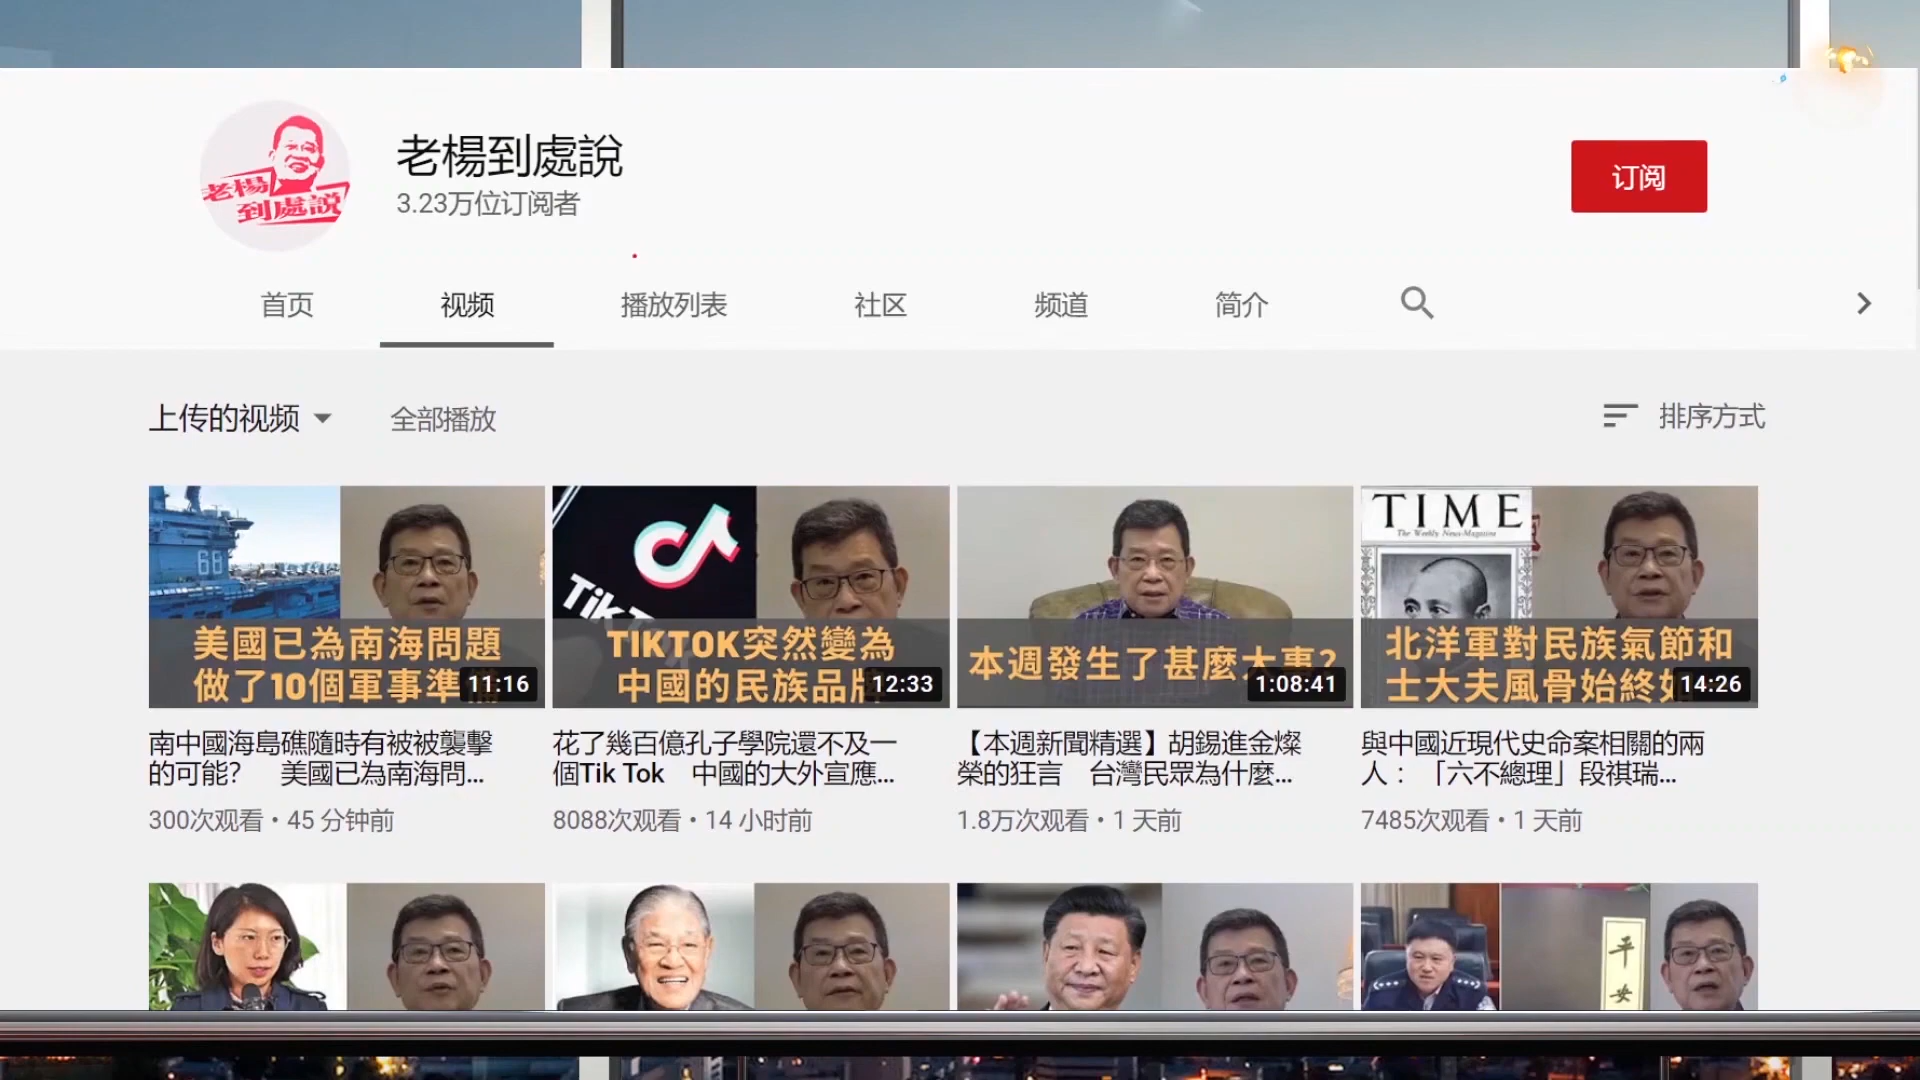 老楊到處說
3.23万位订阅者
老楊
到處說
订阅
首页 视频 播放列表 社区 频道 简介
上传的视频 全部播放 排序方式
68
美國已為南海問題
做了10個軍事準
11:16
TikTok
TIKTOK突然變為
中國的民族品
12:33
本週發生了甚麼大事?
1:08:41
TIME
The Weekly News-Magazine
北洋軍對民族氣節和
士大夫風骨始終
14:26
南中國海島礁隨時有被被襲擊
的可能? 美國已為南海問...
300次观看・45 分钟前
花了幾百億孔子學院還不及一
個Tik Tok 中國的大外宣應...
8088次观看・14 小时前
【本週新聞精選】胡錫進金燦
榮的狂言 台灣民眾為什麼...
1.8万次观看・1 天前
與中國近現代史命案相關的兩
人：「六不總理」段祺瑞...
7485次观看・1 天前
平
安